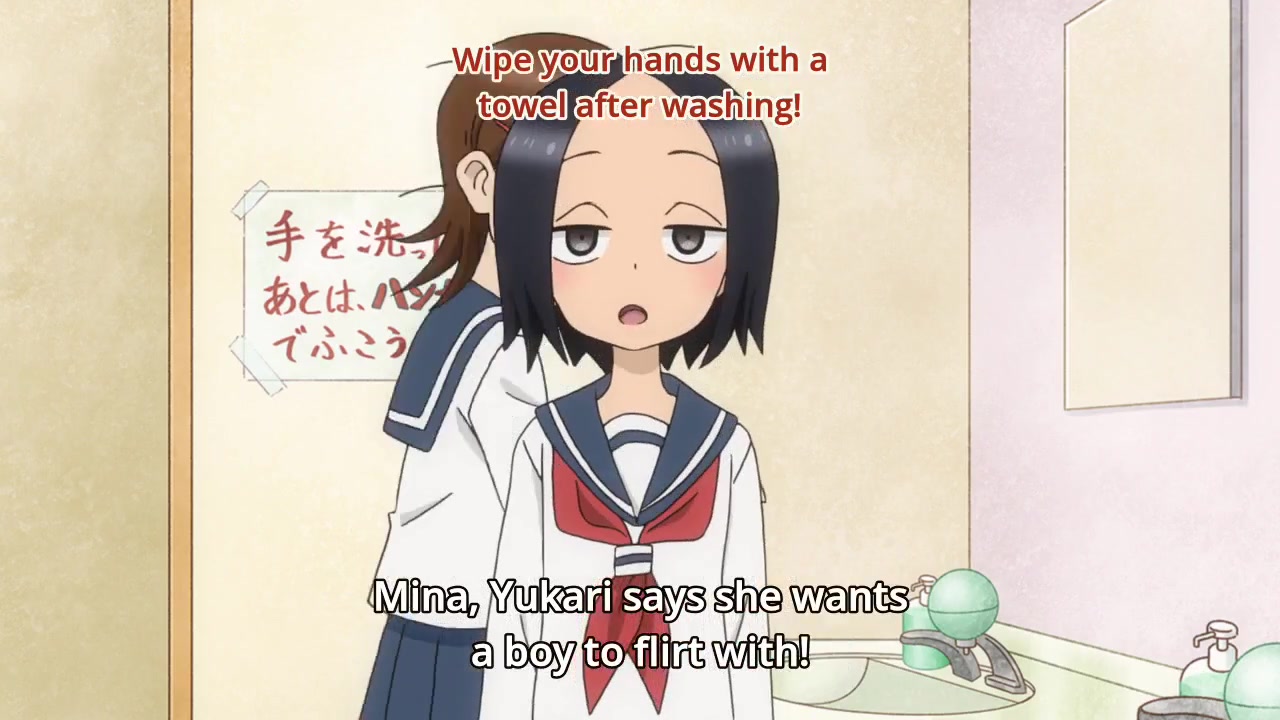 Wipe your hands with a
towel after washing!
手を洗っ
あとは、ハン
でふこう
Mina, Yukari says she wants
a boy to flirt with!